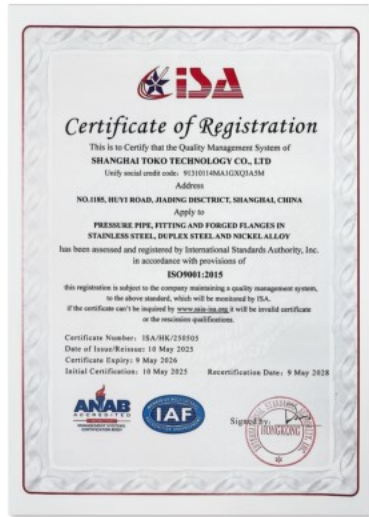 iSA
Certificate of Registration
This is to Certify that the Quality Management System of
SHANGHAI TOKO TECHNOLOGY CO., LTD
Unify social credit code: 91310114MA1GXQ3A5M
Address
NO.1185, HUYI ROAD, JIADING DISCTRICT, SHANGHAI, CHINA
Apply to
PRESSURE PIPE, FITTING AND FORGED FLANGES IN
STAINLESS STEEL, DUPLEX STEEL AND NICKEL ALLOY
has been assessed and registered by International Standards Authority, Inc.
in accordance with provisions of
ISO9001:2015
this registration is subject to the company maintaining a quality management system,
to the above standard, which will be monitored by ISA.
if the certificate can't be inquired by www.usia-isa.org it will be invalid certificate
or the rescission qualifications.
Certificate Number: ISA/HK/250505
Date of Issue/Reissue: 10 May 2025
Certificate Expiry: 9 May 2026
Initial Certification: 10 May 2025 Recertification Date: 9 May 2028
ANAB
ACCREDITED
MANAGEMENT SYSTEMS
CERTIFICATION BODY
IAF
Signed by:
HONGKONG